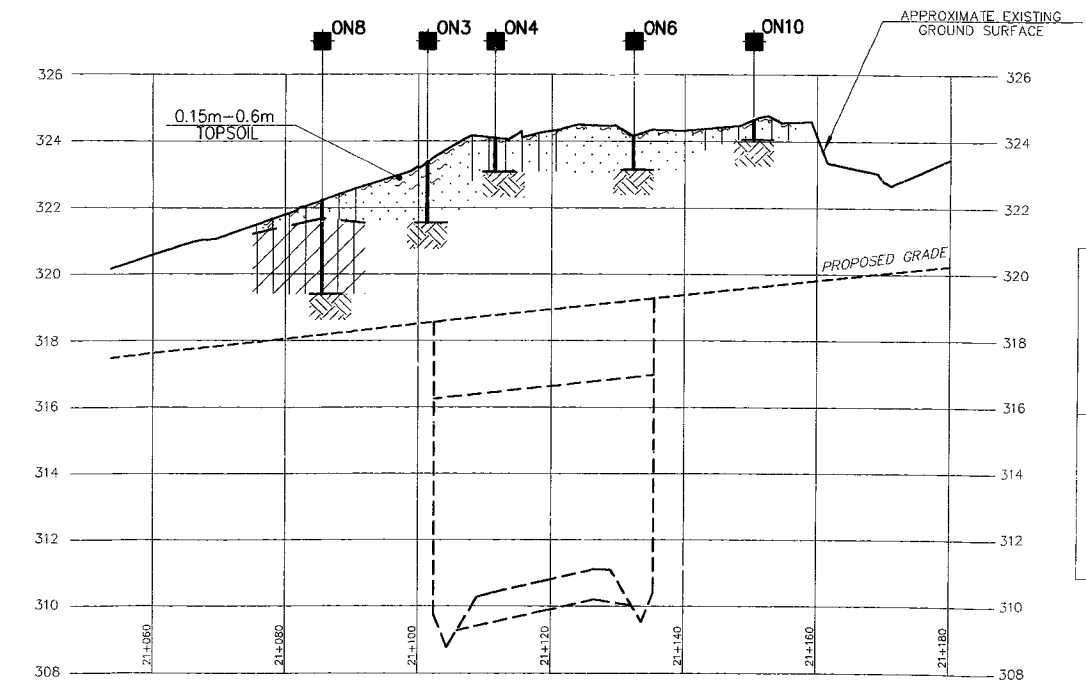 ON8
ON3
ON4
ON6
ON10
APPROXIMATE EXISTING
GROUND SURFACE
326
326
0.15m–0.6m
TOPSOIL
324
324
322
322
320
PROPOSED GRADE
320
318
318
316
316
314
314
312
312
310
310
21+060
21+080
21+100
21+120
21+140
21+160
21+180
308
308